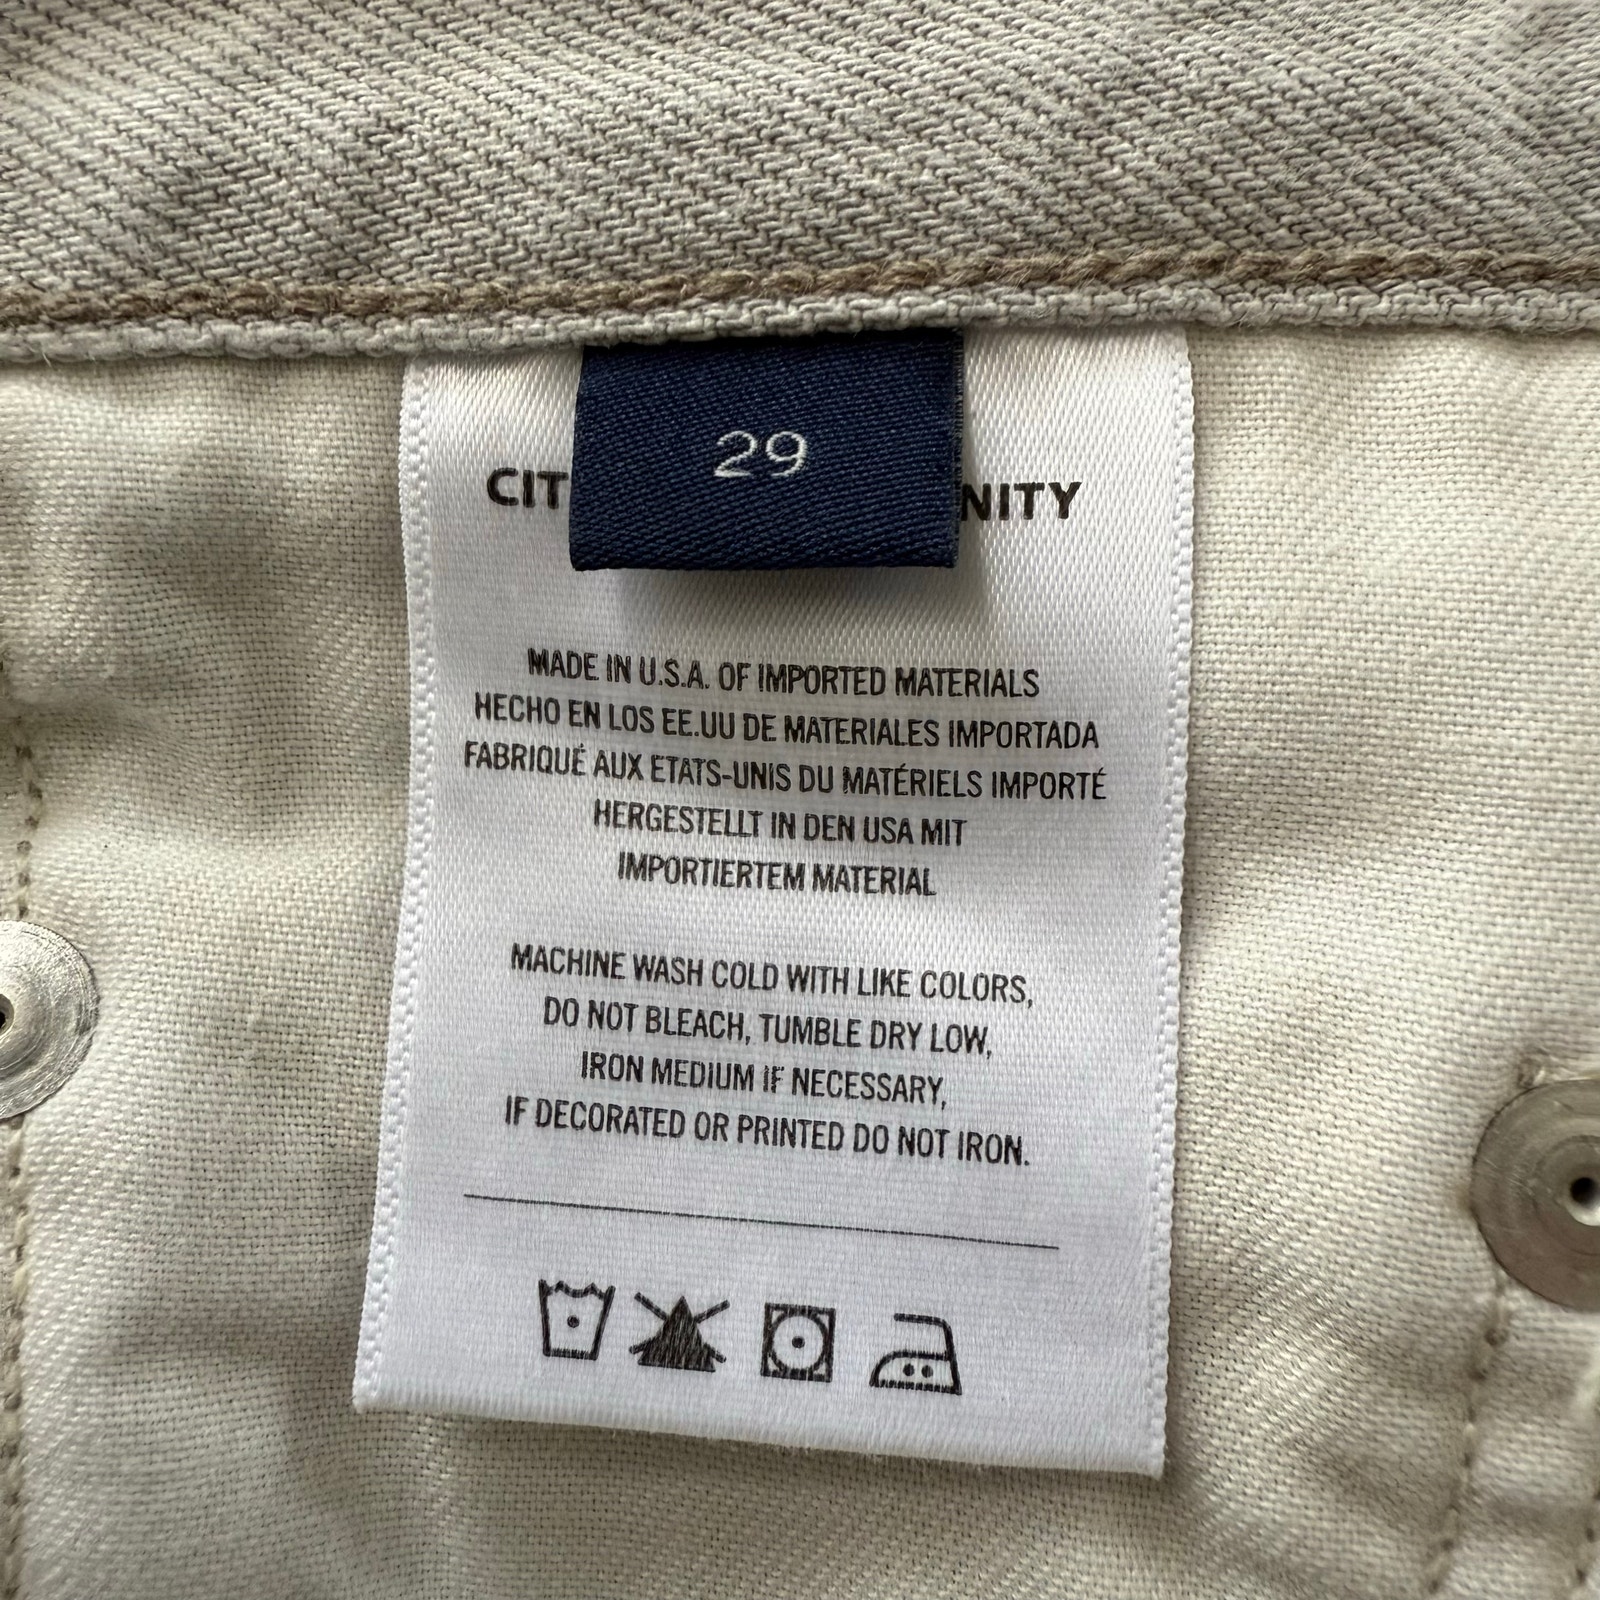 29
CIT NITY
MADE IN U.S.A. OF IMPORTED MATERIALS
HECHO EN LOS EE.UU DE MATERIALES IMPORTADA
FABRIQUÉ AUX ETATS-UNIS DU MATÉRIELS IMPORTÉ
HERGESTELLT IN DEN USA MIT
IMPORTIERTEM MATERIAL
MACHINE WASH COLD WITH LIKE COLORS,
DO NOT BLEACH, TUMBLE DRY LOW,
IRON MEDIUM IF NECESSARY,
IF DECORATED OR PRINTED DO NOT IRON.